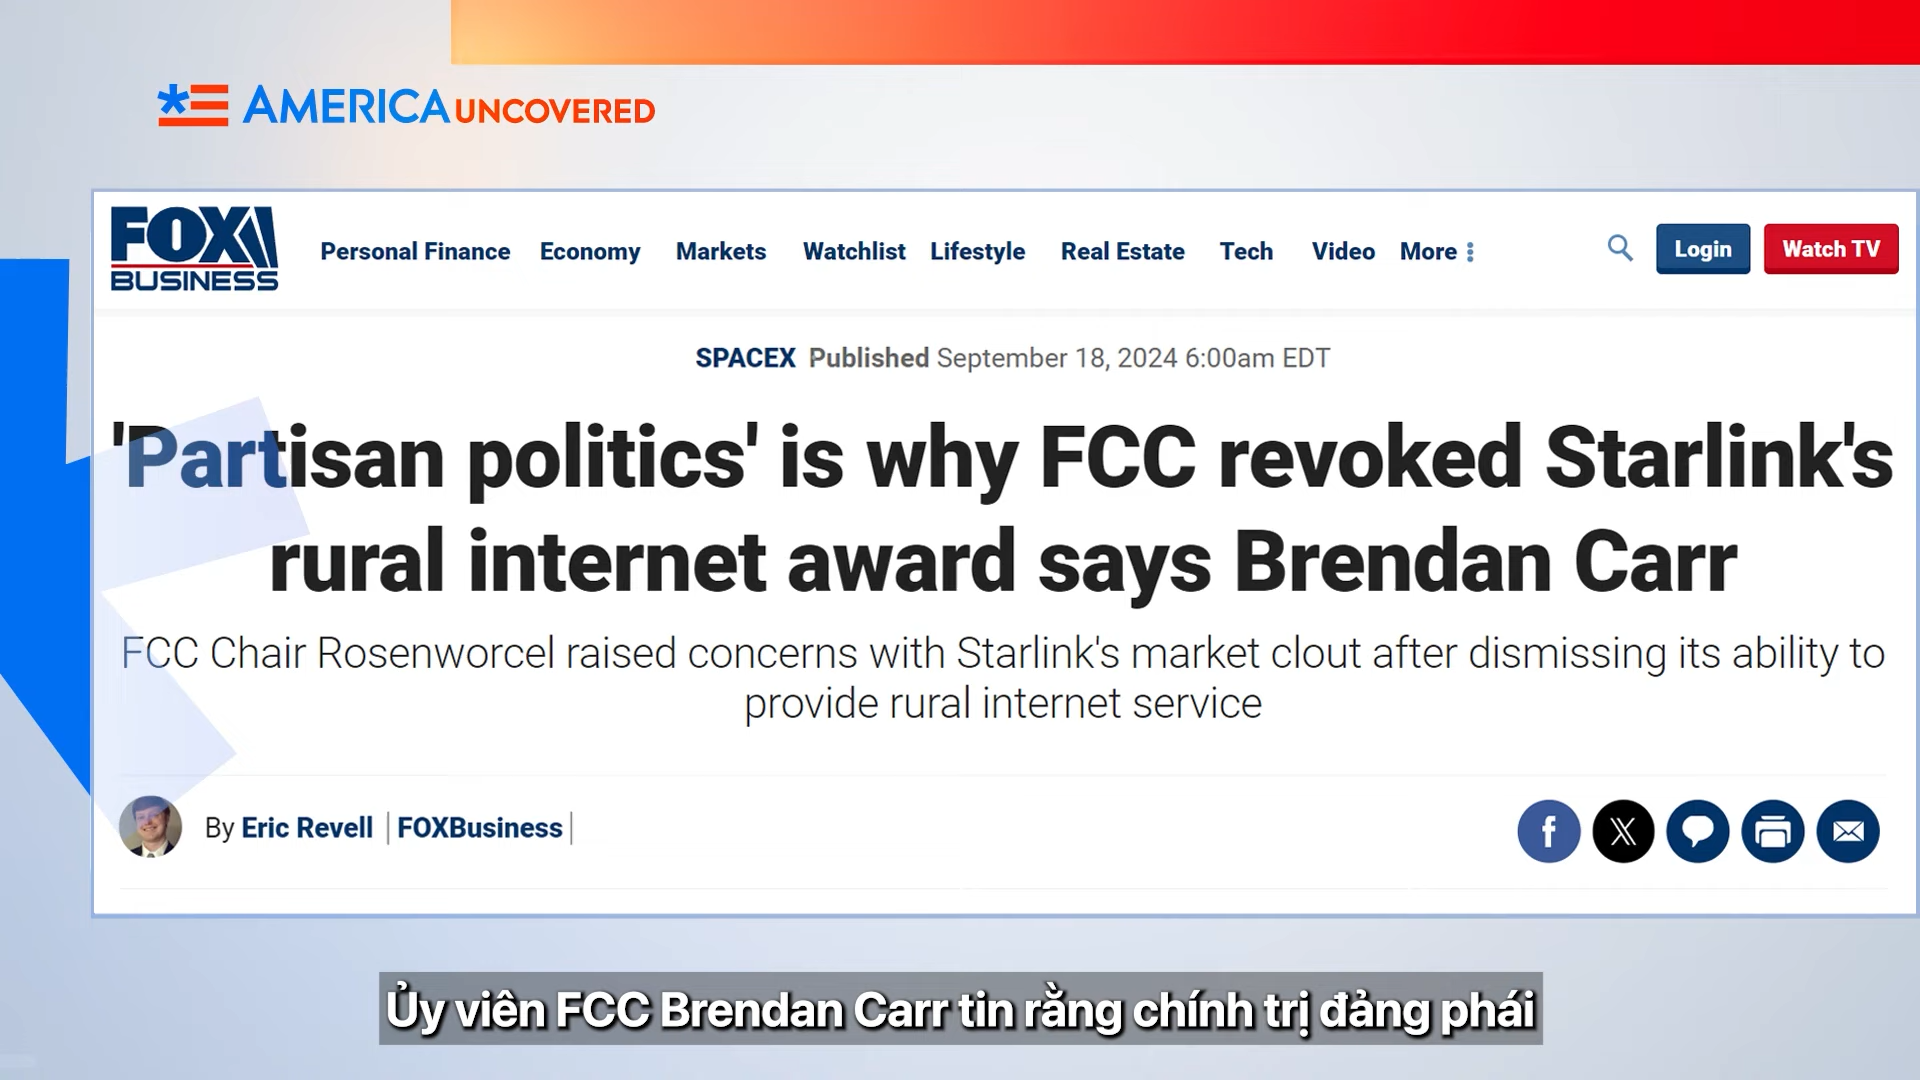 AMERICA UNCOVERED
FOX BUSINESS
Personal Finance Economy Markets Watchlist Lifestyle Real Estate Tech Video More Login Watch TV
SPACEX Published September 18, 2024 6:00am EDT
'Partisan politics' is why FCC revoked Starlink's
rural internet award says Brendan Carr
FCC Chair Rosenworcel raised concerns with Starlink's market clout after dismissing its ability to
provide rural internet service
By Eric Revell | FOXBusiness |
Ủy viên FCC Brendan Carr tin rằng chính trị đảng phái